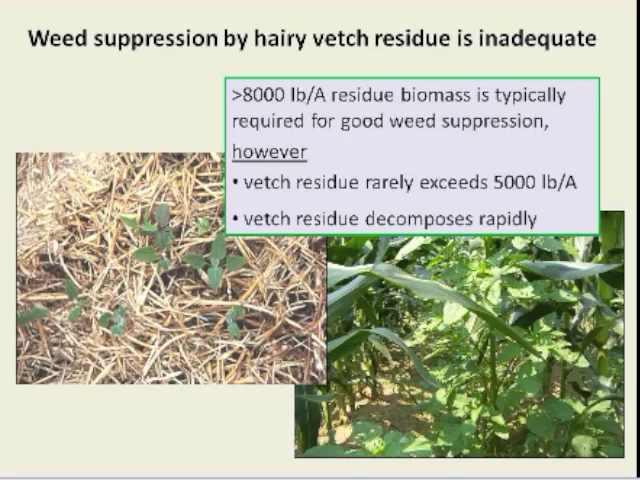 Weed suppression by hairy vetch residue is inadequate
>8000 lb/A residue biomass is typically
required for good weed suppression,
however
• vetch residue rarely exceeds 5000 lb/A
• vetch residue decomposes rapidly